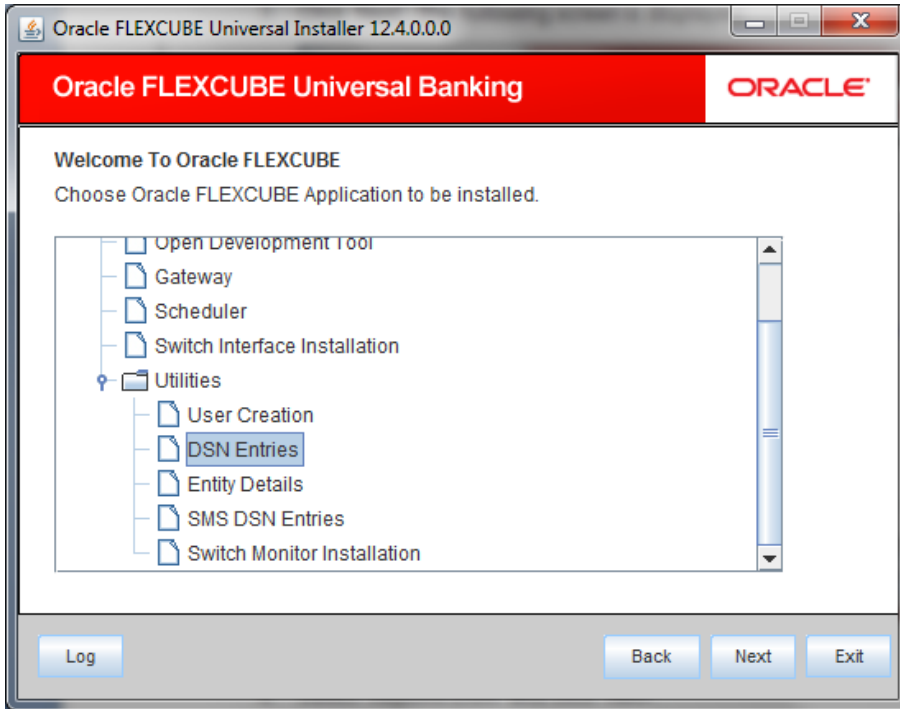 Oracle FLEXCUBE Universal Installer 12.4.0.0.0
Oracle FLEXCUBE Universal Banking
ORACLE
Welcome To Oracle FLEXCUBE
Choose Oracle FLEXCUBE Application to be installed.
Open Development Tool
Gateway
Scheduler
Switch Interface Installation
Utilities
User Creation
DSN Entries
Entity Details
SMS DSN Entries
Switch Monitor Installation
Log
Back
Next
Exit